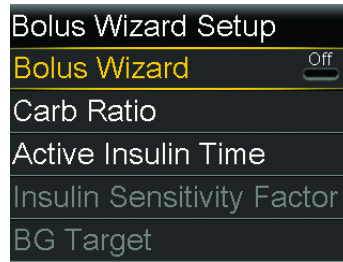 Bolus Wizard Setup
Bolus Wizard Off
Carb Ratio
Active Insulin Time
Insulin Sensitivity Factor
BG Target